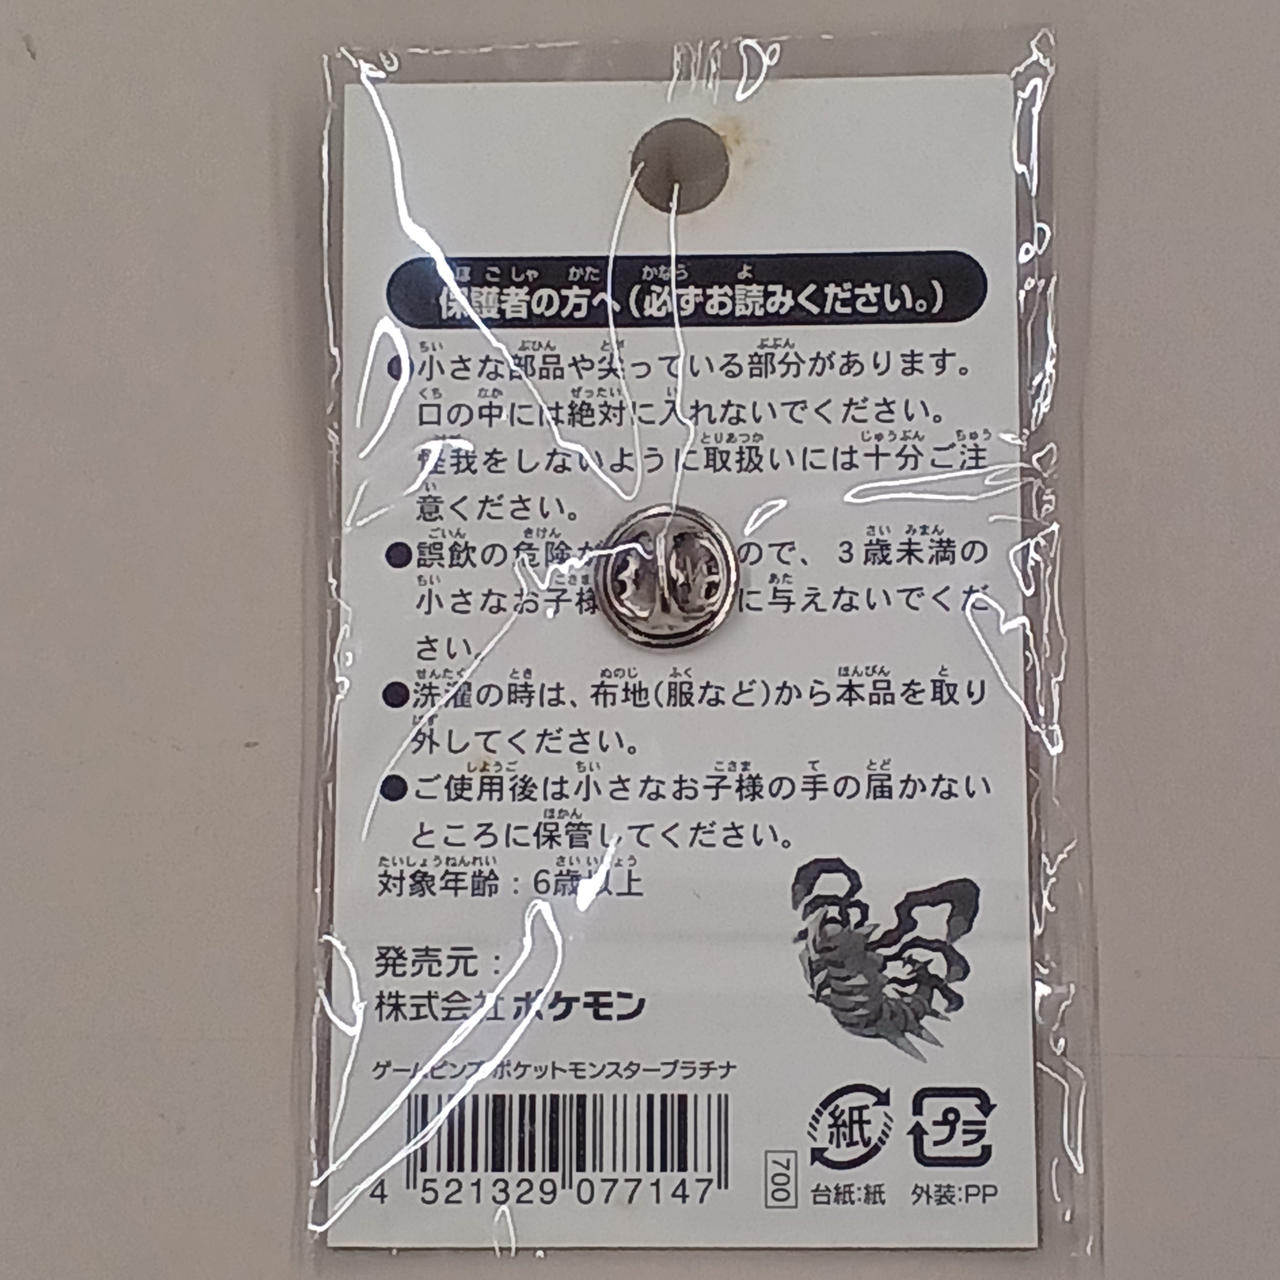 保護者の方へ(必ずお読みください。)
●小さな部品や尖っている部分があります。
口の中には絶対に入れないでください。
怪我をしないように取扱いには十分ご注
意ください。
●誤飲の危険が ので、3歳未満の
小さなお子様 に与えないでくだ
さい。
●洗濯の時は、布地(服など)から本品を取り
外してください。
●ご使用後は小さなお子様の手の届かない
ところに保管してください。
対象年齢:6歳以上
発売元:
株式会社 ポケモン
ゲームピンズ ポケットモンスタープラチナ
4 521329 077147
700
紙
プラ
台紙:紙 外装:PP